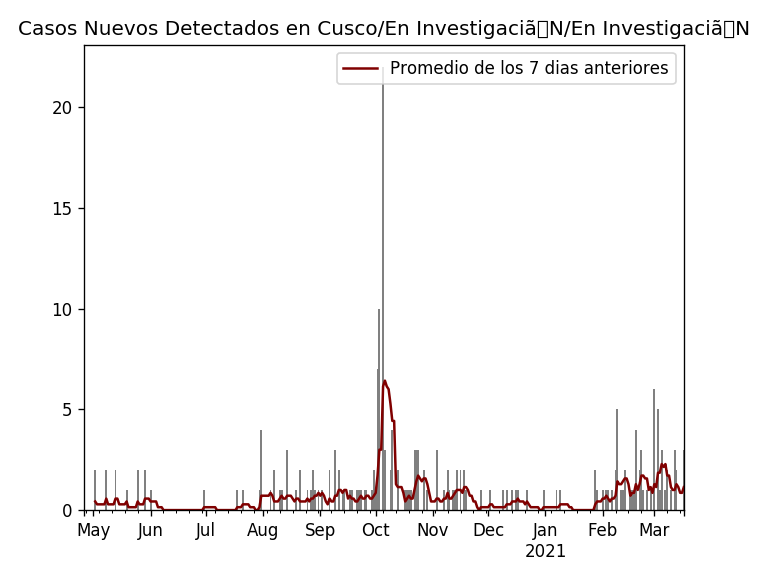 Casos Nuevos Detectados en Cusco/En Investigaciã▯N/En Investigaciã▯N
Promedio de los 7 dias anteriores
20
15
10
5
0
May Jun Jul Aug Sep Oct Nov Dec Jan Feb Mar
2021